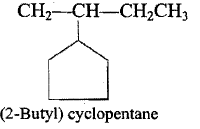 CH₂—CH—CH₂CH₃
(2-Butyl) cyclopentane